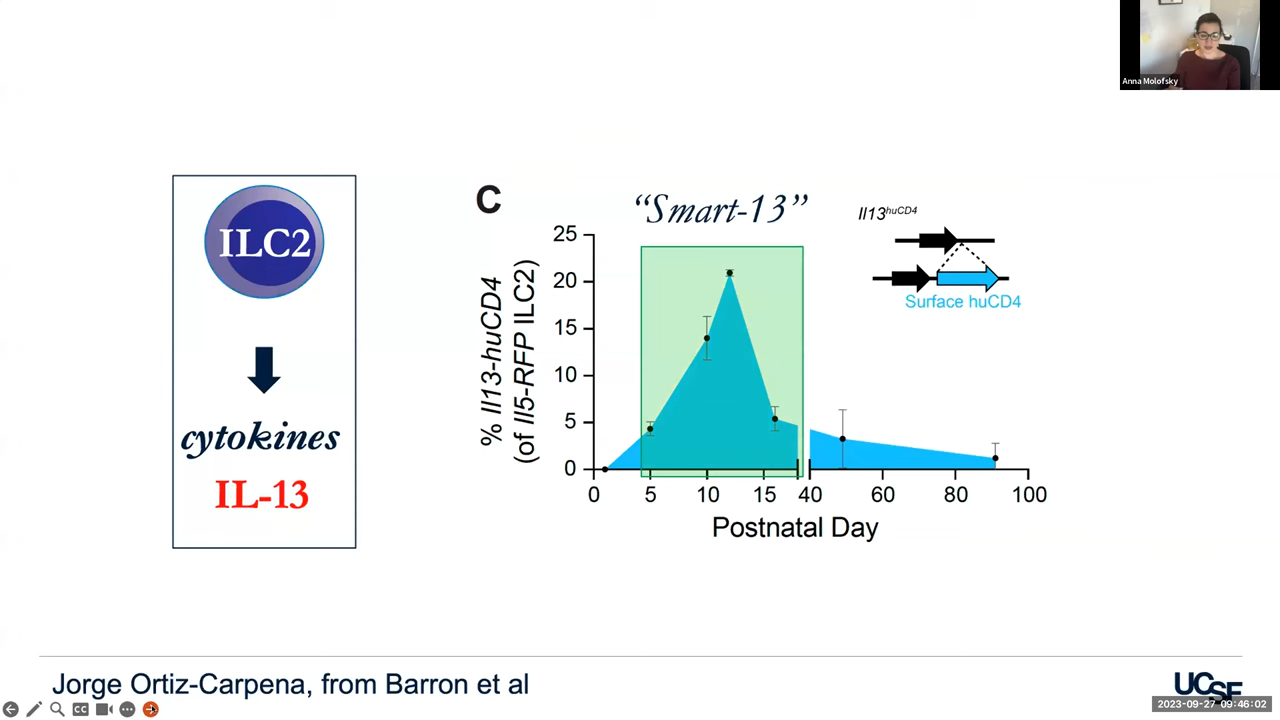 Anna Molofsky
ILC2
cytokines
IL-13
C
“Smart-13”
Il13huCD4
Surface huCD4
% Il13-huCD4
(of Il5-RFP ILC2)
25
20
15
10
5
0
0 5 10 15 40 60 80 100
Postnatal Day
Jorge Ortiz-Carpena, from Barron et al
CC
UCSF
2023-09-27 09:46:02